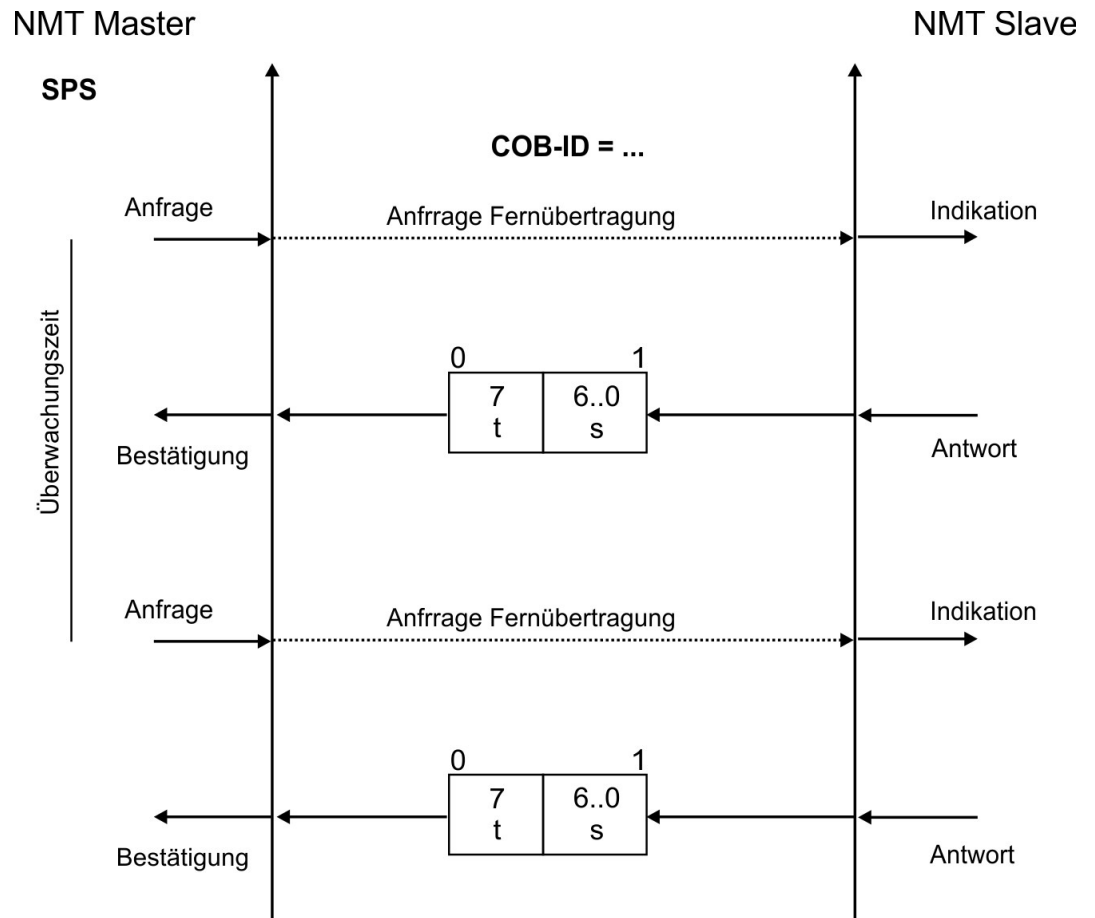 NMT Master
NMT Slave
SPS
COB-ID = ...
Anfrage
Anfrrage Fernübertragung
Indikation
Überwachungszeit
0
1
7
6..0
t
s
Bestätigung
Antwort
Anfrage
Anfrrage Fernübertragung
Indikation
0
1
7
6..0
t
s
Bestätigung
Antwort